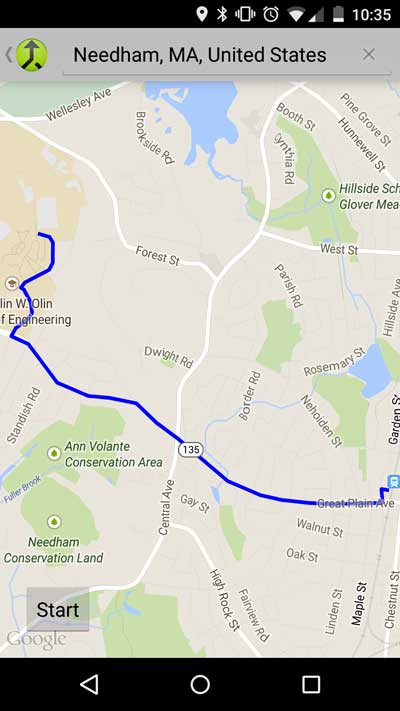 10:35
Needham, MA, United States
Wellesley Ave
Brookside Rd
Booth St
Pine Grove St
Hunnewell St
Cynthia Rd
Hillside Sch
Glover Mea
Forest St
West St
Hillside Ave
Parish Rd
lin W. Olin
of Engineering
Dwight Rd
Rosemary St
Border Rd
Nehoiden St
Garden St
Standish Rd
135
Ann Volante
Conservation Area
Fuller Brook
Central Ave
Gay St
Great Plain Ave
Walnut St
Needham
Conservation Land
Oak St
High Rock St
Fairview Rd
Linden St
Maple St
Chestnut St
Start
Google